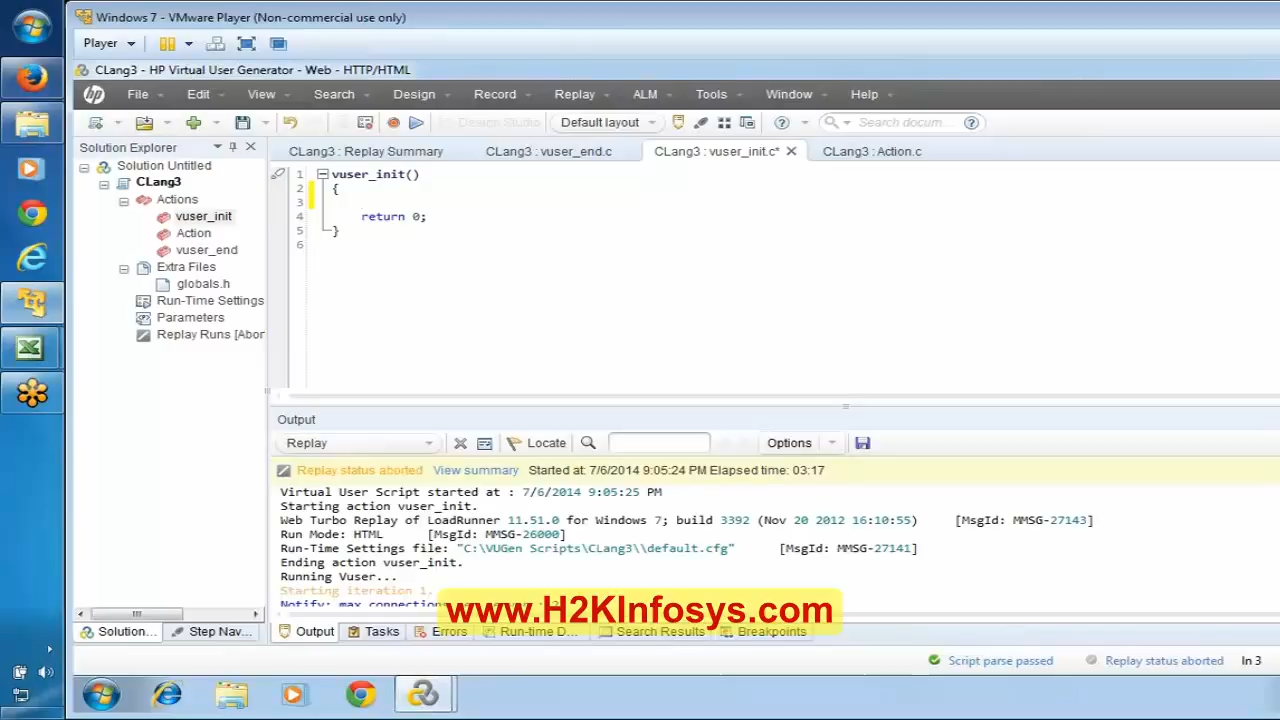 Windows 7 - VMware Player (Non-commercial use only)
Player
CLang3 - HP Virtual User Generator - Web - HTTP/HTML
hp File Edit View Search Design Record Replay ALM Tools Window Help
Design Studio Default layout Search docum...
Solution Explorer
CLang3 : Replay Summary CLang3 : vuser_end.c CLang3 : vuser_init.c* CLang3 : Action.c
Solution Untitled
CLang3
Actions
vuser_init
Action
vuser_end
Extra Files
globals.h
Run-Time Settings
Parameters
Replay Runs [Abor
1 vuser_init()
2 {
3
4 return 0;
5 }
6
Output
Replay Locate Options
Replay status aborted View summary Started at: 7/6/2014 9:05:24 PM Elapsed time: 03:17
Virtual User Script started at : 7/6/2014 9:05:25 PM
Starting action vuser_init.
Web Turbo Replay of LoadRunner 11.51.0 for Windows 7; build 3392 (Nov 20 2012 16:10:55) [MsgId: MMSG-27143]
Run Mode: HTML [MsgId: MMSG-26000]
Run-Time Settings file: "C:\VUGen Scripts\CLang3\\default.cfg" [MsgId: MMSG-27141]
Ending action vuser_init.
Running Vuser...
Starting iteration 1.
Notify: max connections
www.H2KInfosys.com
Solution... Step Nav... Output Tasks Errors Run-time D... Search Results Breakpoints
Script parse passed Replay status aborted ln 3